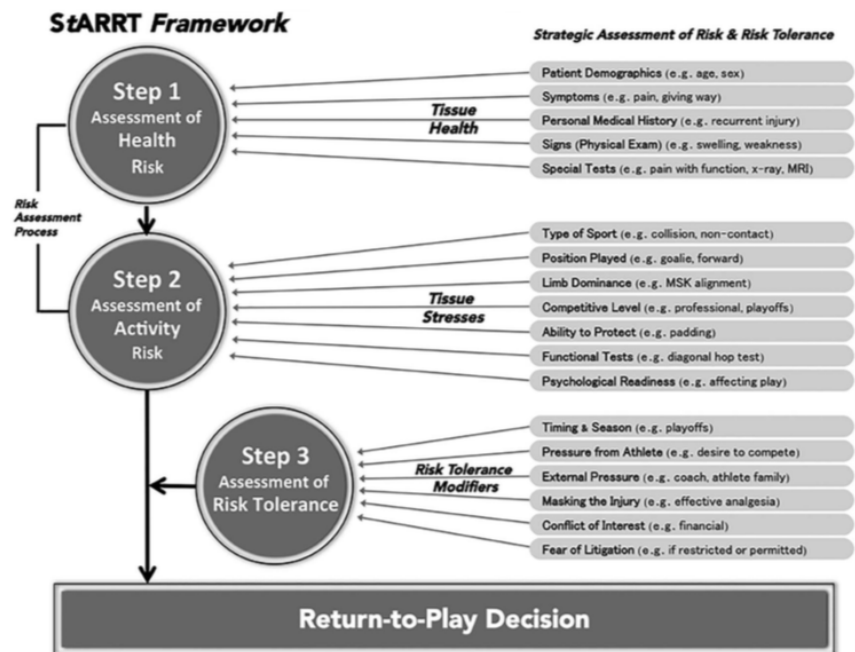 StARRT Framework
Strategic Assessment of Risk & Risk Tolerance
Step 1
Assessment of
Health
Risk
Tissue
Health
Patient Demographics (e.g. age, sex)
Symptoms (e.g. pain, giving way)
Personal Medical History (e.g. recurrent injury)
Signs (Physical Exam) (e.g. swelling, weakness)
Special Tests (e.g. pain with function, x-ray, MRI)
Risk
Assessment
Process
Step 2
Assessment of
Activity
Risk
Tissue
Stresses
Type of Sport (e.g. collision, non-contact)
Position Played (e.g. goalie, forward)
Limb Dominance (e.g. MSK alignment)
Competitive Level (e.g. professional, playoffs)
Ability to Protect (e.g. padding)
Functional Tests (e.g. diagonal hop test)
Psychological Readiness (e.g. affecting play)
Step 3
Assessment of
Risk Tolerance
Risk Tolerance
Modifiers
Timing & Season (e.g. playoffs)
Pressure from Athlete (e.g. desire to compete)
External Pressure (e.g. coach, athlete family)
Masking the Injury (e.g. effective analgesia)
Conflict of Interest (e.g. financial)
Fear of Litigation (e.g. if restricted or permitted)
Return-to-Play Decision